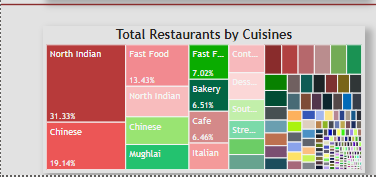 Total Restaurants by Cuisines
North Indian
31.33%
Chinese
19.14%
Fast Food
13.43%
North Indian
Chinese
Mughlai
Fast F...
7.02%
Bakery
6.51%
Cafe
6.46%
Italian
Cont...
Des...
Sout...
Stre...